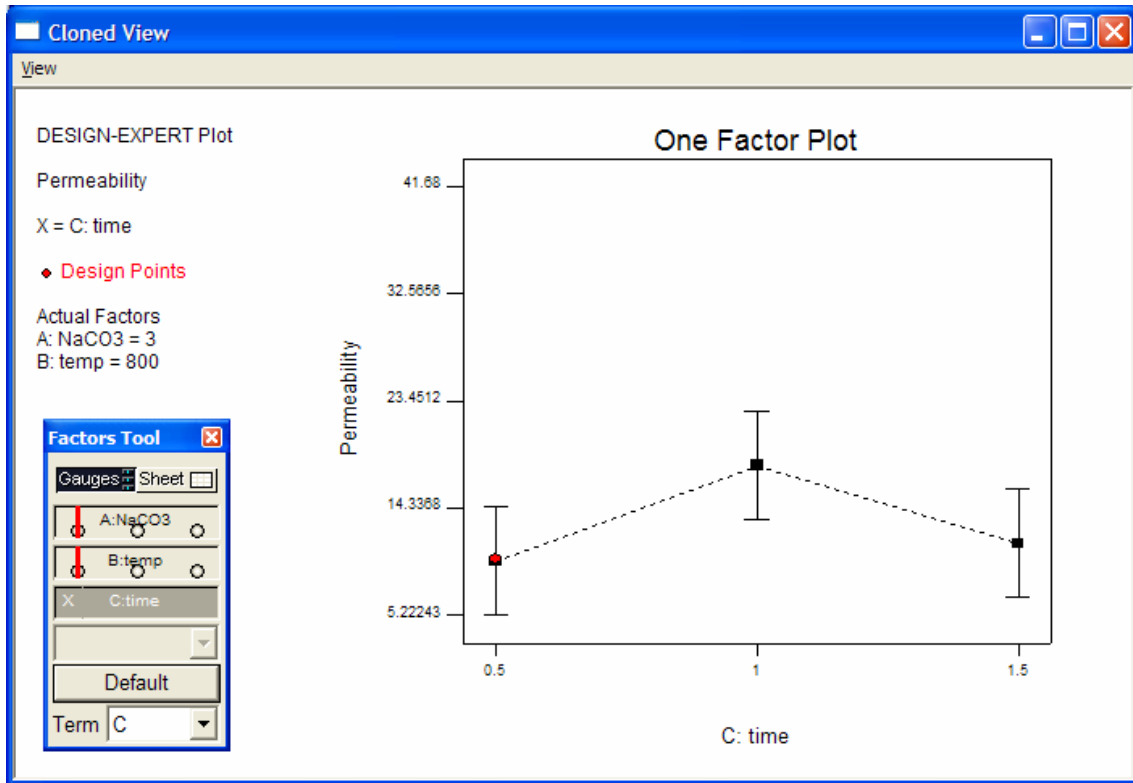 Cloned View
View
DESIGN-EXPERT Plot
Permeability
X = C: time
Design Points
Actual Factors
A: NaCO3 = 3
B: temp = 800
Factors Tool
Gauges Sheet
A:NaCO3
B:temp
X C:time
Default
Term C
One Factor Plot
Permeability
41.68
32.5656
23.4512
14.3368
5.22243
0.5 1 1.5
C: time